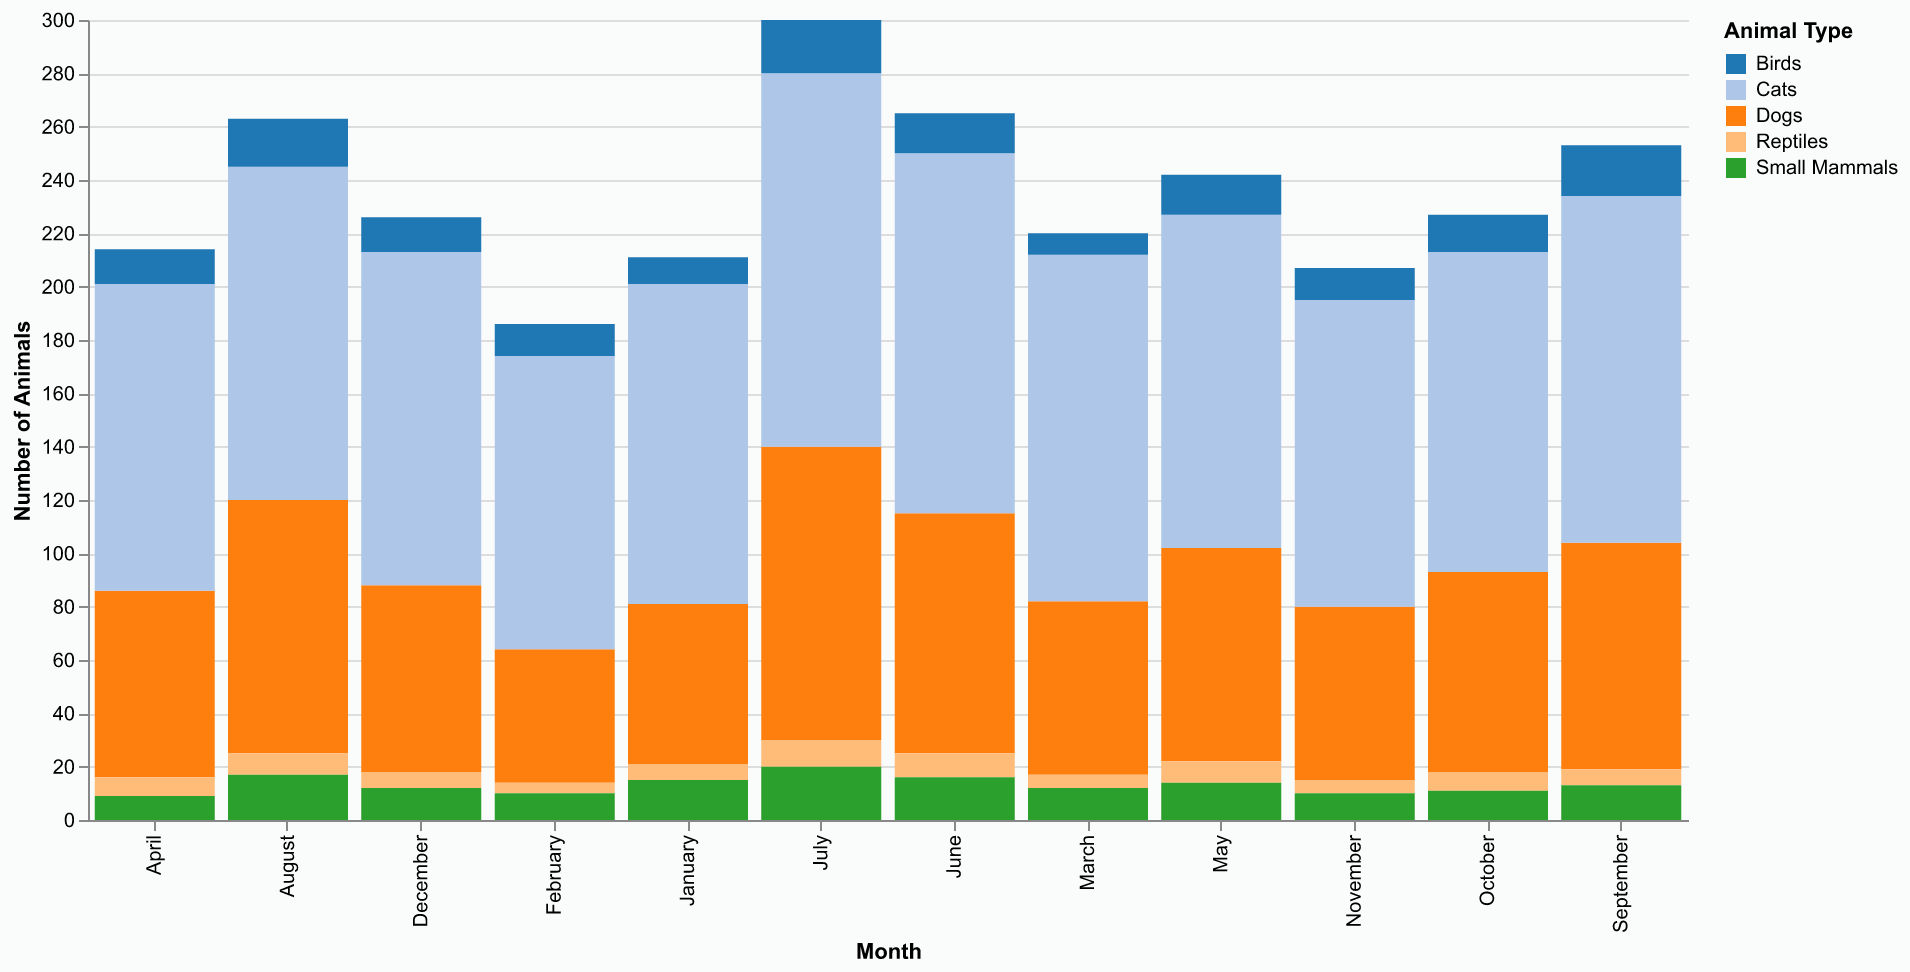 300
280
260
240
220
200
180
160
140
120
100
80
60
40
20
0
Number of Animals
April
August
December
February
January
July
June
March
May
November
October
September
Month
Animal Type
Birds
Cats
Dogs
Reptiles
Small Mammals